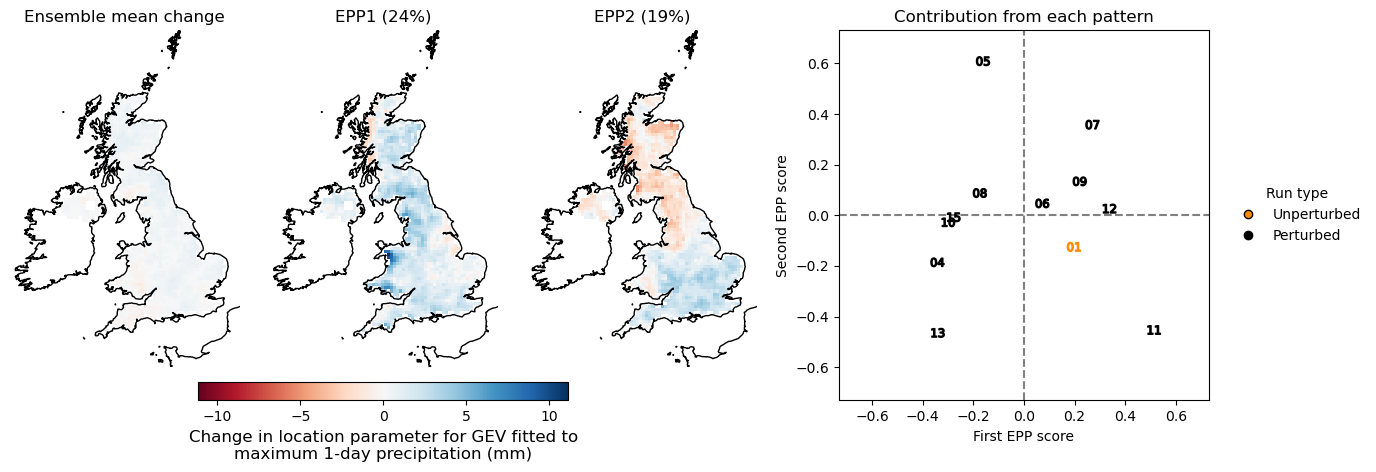 Ensemble mean change
EPP1 (24%)
EPP2 (19%)
Contribution from each pattern
−10 −5 0 5 10
Change in location parameter for GEV fitted to
maximum 1-day precipitation (mm)
Second EPP score
0.6
0.4
0.2
0.0
−0.2
−0.4
−0.6
05
07
09
08
06
12
15
01
04
11
13
−0.6 −0.4 −0.2 0.0 0.2 0.4 0.6
First EPP score
Run type
Unperturbed
Perturbed